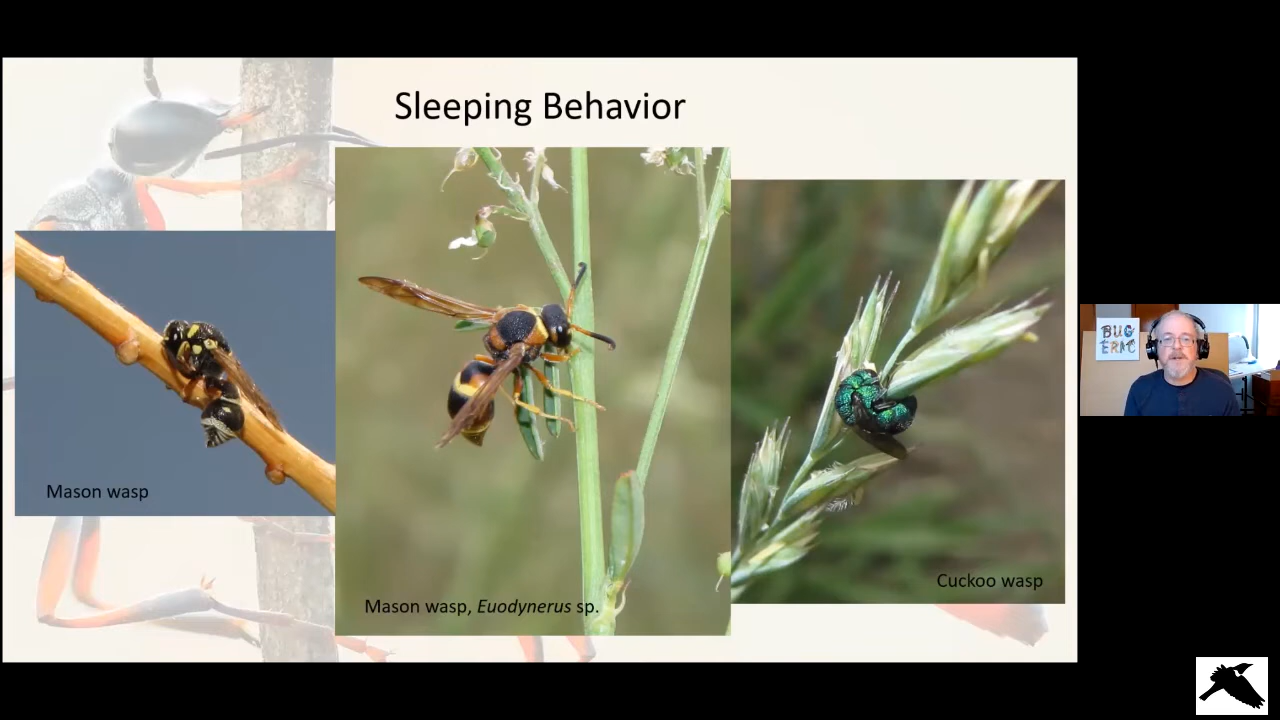 Sleeping Behavior
Mason wasp
Mason wasp, Euodynerus sp.
Cuckoo wasp
BUG
ERIC